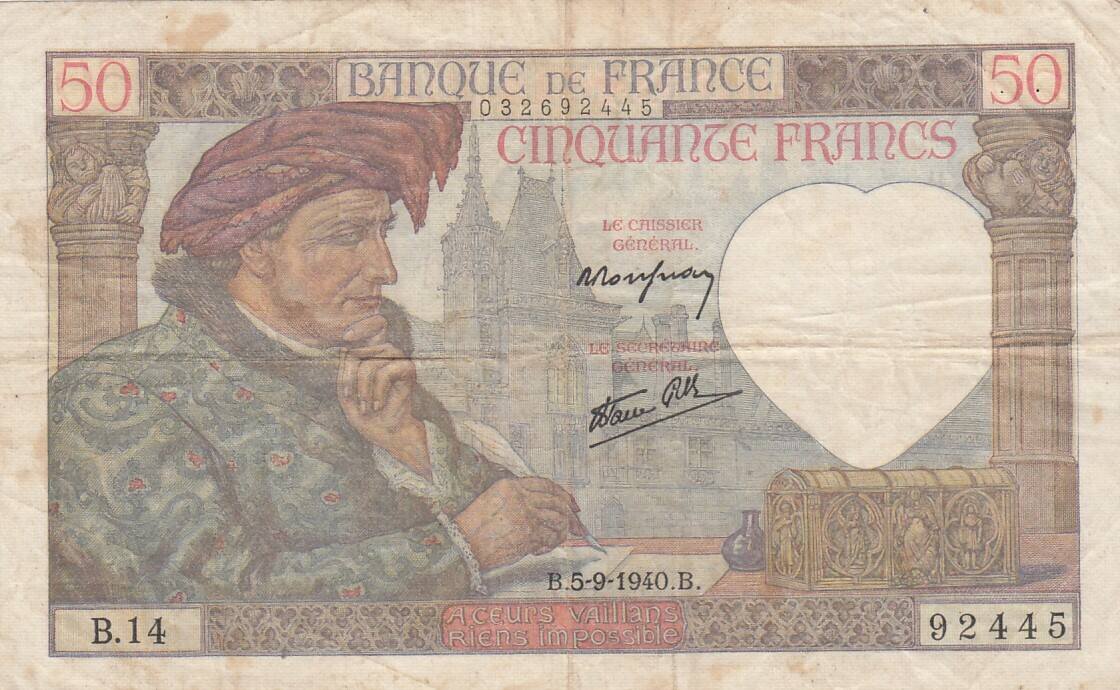 50
BANQUE DE FRANCE
50
032692445
CINQUANTE FRANCS
LE CAISSIER
GÉNÉRAL.
LE SECRÉTAIRE
GÉNÉRAL.
B.5-9-1940.B.
A CŒURS VAILLANS
RIENS IMPOSSIBLE
B.14
92445